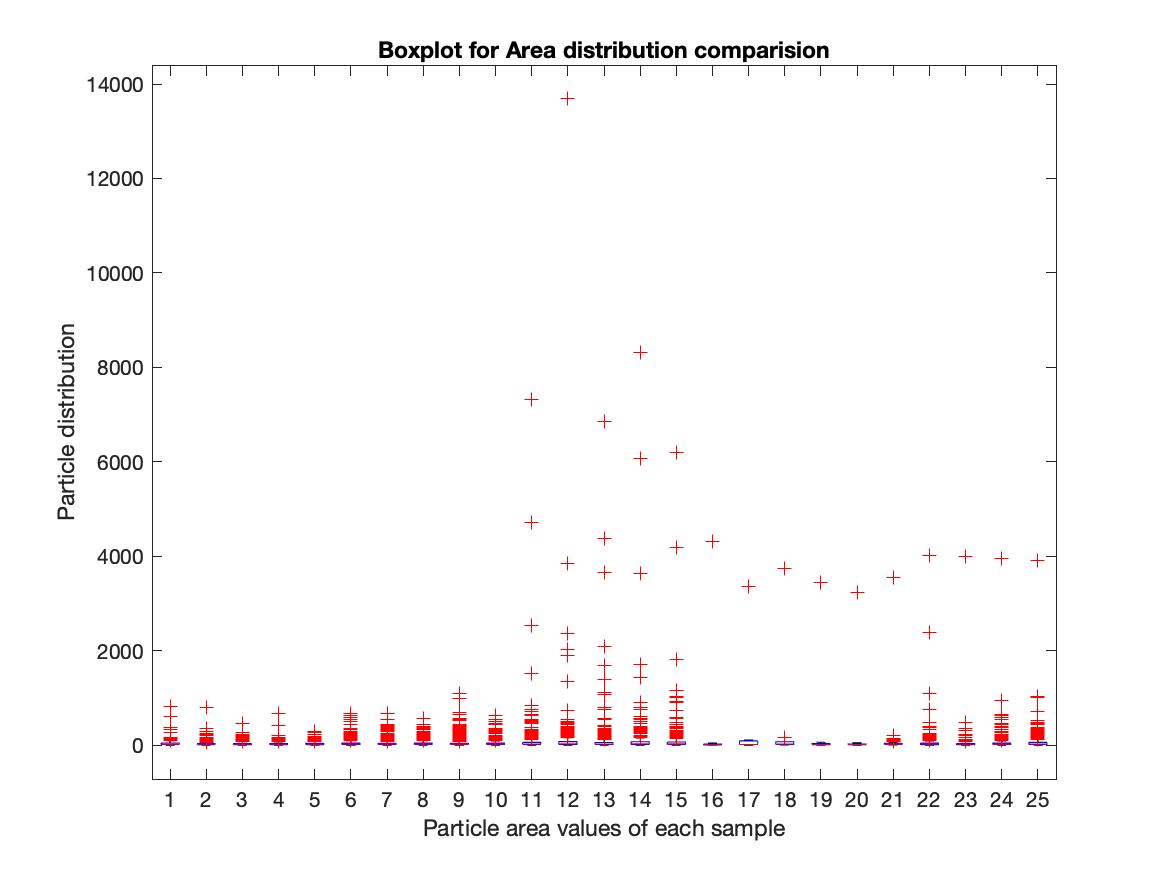 Boxplot for Area distribution comparision
14000
12000
10000
8000
6000
4000
2000
0
Particle distribution
1 2 3 4 5 6 7 8 9 10 11 12 13 14 15 16 17 18 19 20 21 22 23 24 25
Particle area values of each sample